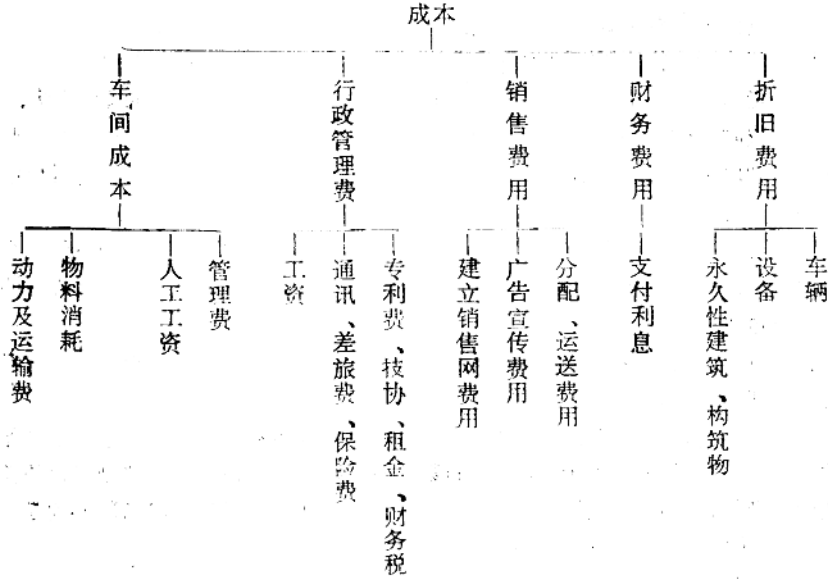 成本
车间成本
行政管理费
销售费用
财务费用
折旧费用
动力及运输费
物料消耗
人工工资
管理费
工资
通讯、差旅费、保险费
专利费、技协、租金、财务税
建立销售网费用
广告宣传费用
分配、运送费用
支付利息
永久性建筑、构筑物
设备
车辆